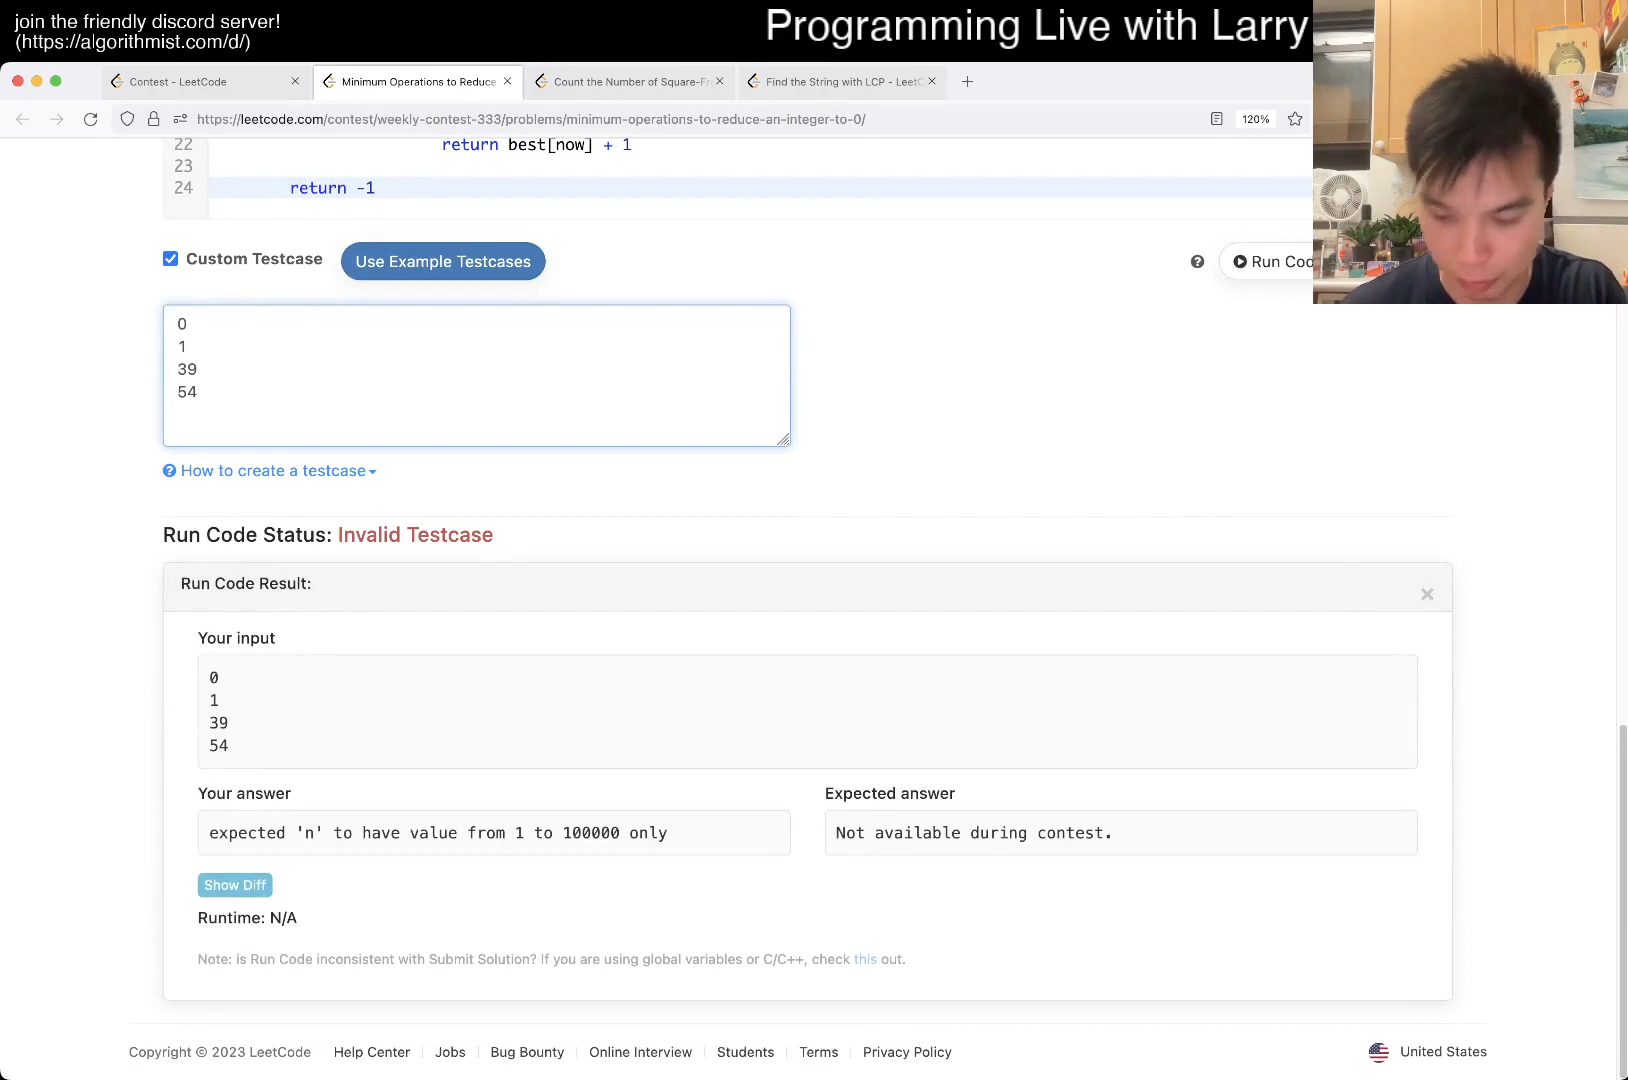 join the friendly discord server!
(https://algorithmist.com/d/)
Programming Live with Larry
Contest - LeetCode
Minimum Operations to Reduce
Count the Number of Square-Fr
Find the String with LCP - LeetC
https://leetcode.com/contest/weekly-contest-333/problems/minimum-operations-to-reduce-an-integer-to-0/
120%
22 return best[now] + 1
23
24 return -1
Custom Testcase
Use Example Testcases
Run Cod
0
1
39
54
How to create a testcase
Run Code Status: Invalid Testcase
Run Code Result:
Your input
0
1
39
54
Your answer
Expected answer
expected 'n' to have value from 1 to 100000 only
Not available during contest.
Show Diff
Runtime: N/A
Note: is Run Code inconsistent with Submit Solution? If you are using global variables or C/C++, check this out.
Copyright © 2023 LeetCode
Help Center
Jobs
Bug Bounty
Online Interview
Students
Terms
Privacy Policy
United States